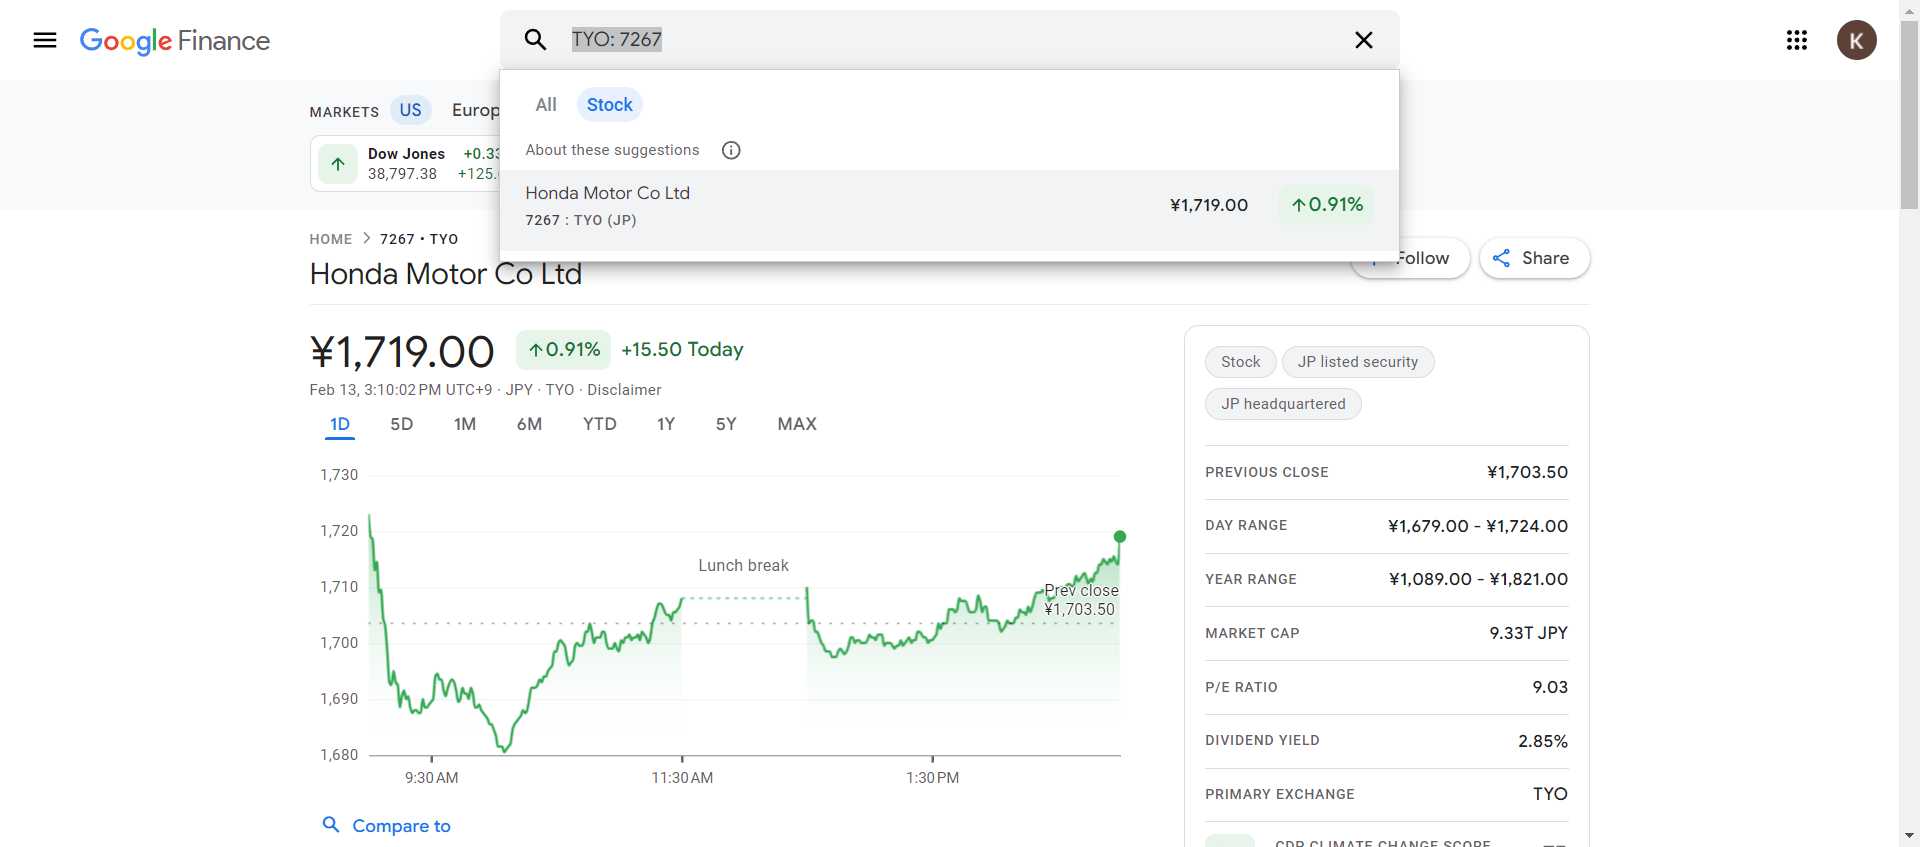 Google Finance
TYO: 7267
K
All
Stock
About these suggestions
Honda Motor Co Ltd
7267 : TYO (JP)
¥1,719.00
0.91%
MARKETS
US
Europ
Dow Jones
+0.33
38,797.38
+125.
HOME
7267 • TYO
Honda Motor Co Ltd
Follow
Share
¥1,719.00
0.91%
+15.50 Today
Feb 13, 3:10:02 PM UTC+9 · JPY · TYO · Disclaimer
1D
5D
1M
6M
YTD
1Y
5Y
MAX
1,730
1,720
1,710
1,700
1,690
1,680
Lunch break
Prev close
¥1,703.50
9:30 AM
11:30 AM
1:30 PM
Compare to
Stock
JP listed security
JP headquartered
PREVIOUS CLOSE
¥1,703.50
DAY RANGE
¥1,679.00 - ¥1,724.00
YEAR RANGE
¥1,089.00 - ¥1,821.00
MARKET CAP
9.33T JPY
P/E RATIO
9.03
DIVIDEND YIELD
2.85%
PRIMARY EXCHANGE
TYO
CDP CLIMATE CHANGE SCORE